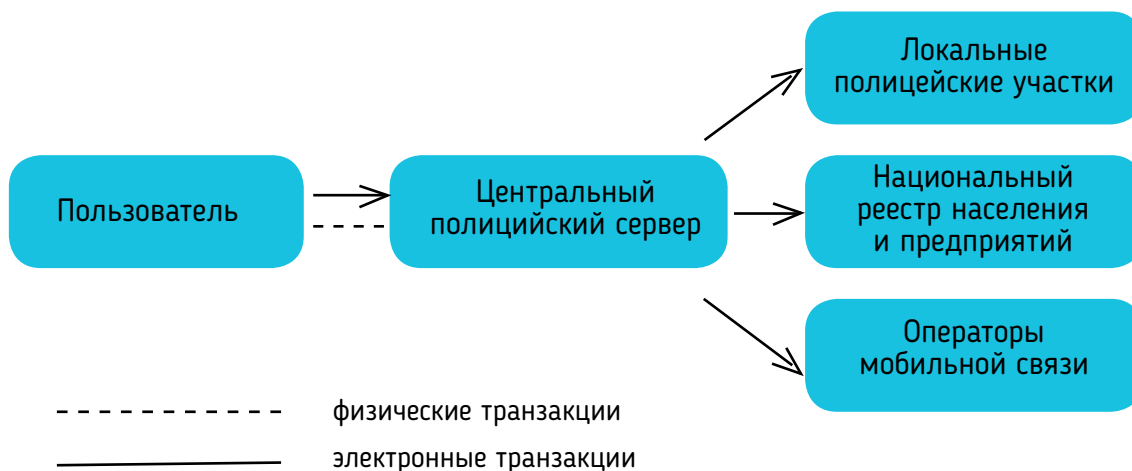 Локальные
полицейские участки
Пользователь
Центральный
полицийский сервер
Национальный
реестр населения
и предприятий
Операторы
мобильной связи
физические транзакции
электронные транзакции